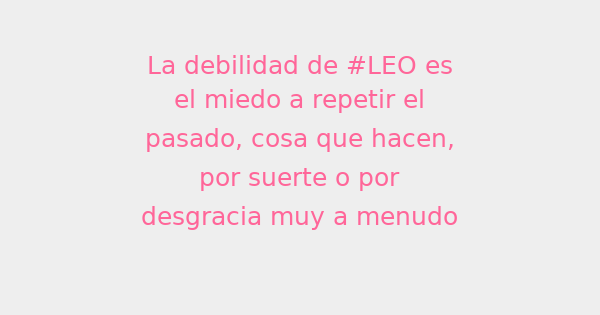 La debilidad de #LEO es
el miedo a repetir el
pasado, cosa que hacen,
por suerte o por
desgracia muy a menudo